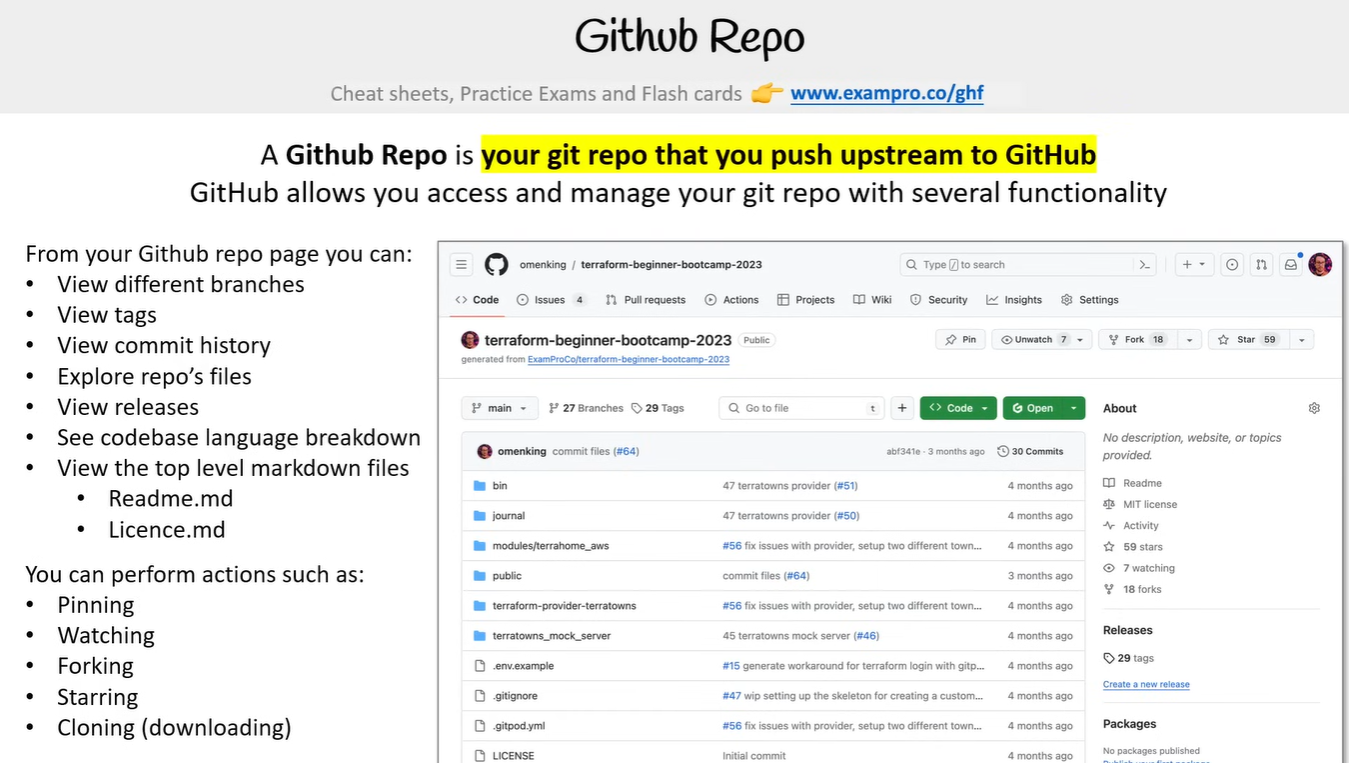 Github Repo
Cheat sheets, Practice Exams and Flash cards 👉 www.exampro.co/ghf
A Github Repo is your git repo that you push upstream to GitHub
GitHub allows you access and manage your git repo with several functionality
From your Github repo page you can:
• View different branches
• View tags
• View commit history
• Explore repo's files
• View releases
• See codebase language breakdown
• View the top level markdown files
• Readme.md
• Licence.md
You can perform actions such as:
• Pinning
• Watching
• Forking
• Starring
• Cloning (downloading)
omenking / terraform-beginner-bootcamp-2023
Type / to search
Code Issues 4 Pull requests Actions Projects Wiki Security Insights Settings
terraform-beginner-bootcamp-2023 Public
Pin Unwatch 7 Fork 18 Star 59
generated from ExamProCo/terraform-beginner-bootcamp-2023
main 27 Branches 29 Tags Go to file t + Code Open
omenking commit files (#64) abf341e · 3 months ago 30 Commits
bin 47 terratowns provider (#51) 4 months ago
journal 47 terratowns provider (#50) 4 months ago
modules/terrahome_aws #56 fix issues with provider, setup two different town... 4 months ago
public commit files (#64) 3 months ago
terraform-provider-terratowns #56 fix issues with provider, setup two different town... 4 months ago
terratowns_mock_server 45 terratowns mock server (#46) 4 months ago
.env.example #15 generate workaround for terraform login with gitp... 4 months ago
.gitignore #47 wip setting up the skeleton for creating a custom... 4 months ago
.gitpod.yml #56 fix issues with provider, setup two different town... 4 months ago
LICENSE Initial commit 4 months ago
About
No description, website, or topics
provided.
Readme
MIT license
Activity
59 stars
7 watching
18 forks
Releases
29 tags
Create a new release
Packages
No packages published
Publish your first package